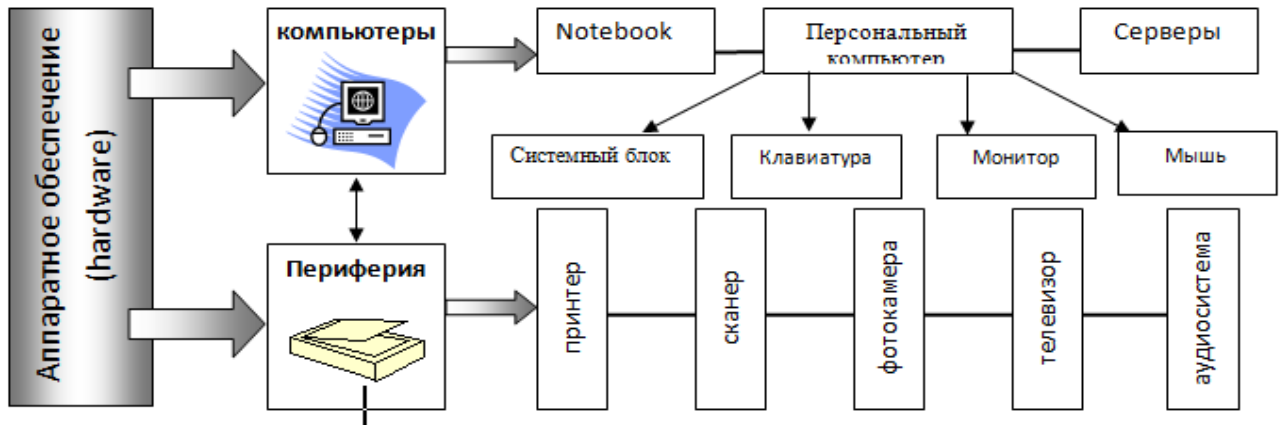 Аппаратное обеспечение
(hardware)
компьютеры
Notebook
Персональный
компьютер
Серверы
Системный блок
Клавиатура
Монитор
Мышь
Периферия
принтер
сканер
фотокамера
телевизор
аудиосистема